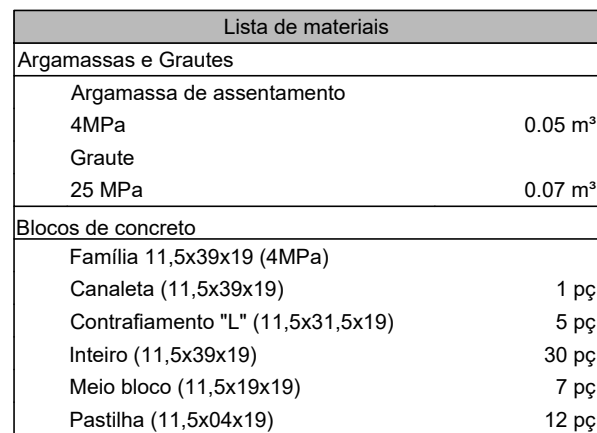 Lista de materiais
Argamassas e Grautes
Argamassa de assentamento
4MPa 0.05 m³
Graute
25 MPa 0.07 m³
Blocos de concreto
Família 11,5x39x19 (4MPa)
Canaleta (11,5x39x19) 1 pç
Contrafiamento "L" (11,5x31,5x19) 5 pç
Inteiro (11,5x39x19) 30 pç
Meio bloco (11,5x19x19) 7 pç
Pastilha (11,5x04x19) 12 pç